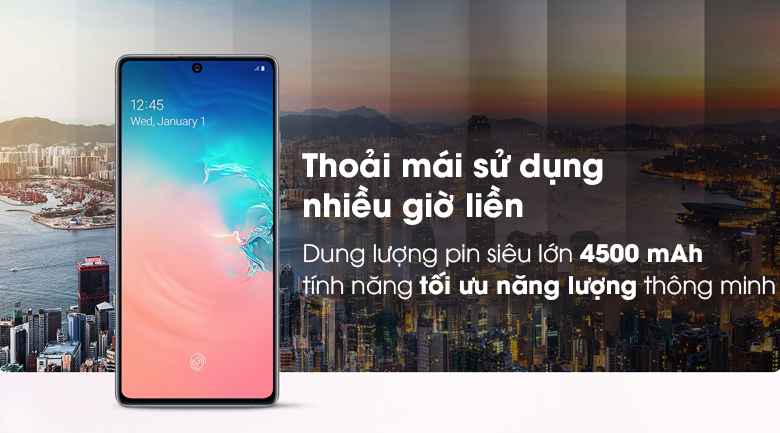 12:45
Wed, January 1
Thoải mái sử dụng
nhiều giờ liền
Dung lượng pin siêu lớn 4500 mAh
tính năng tối ưu năng lượng thông minh